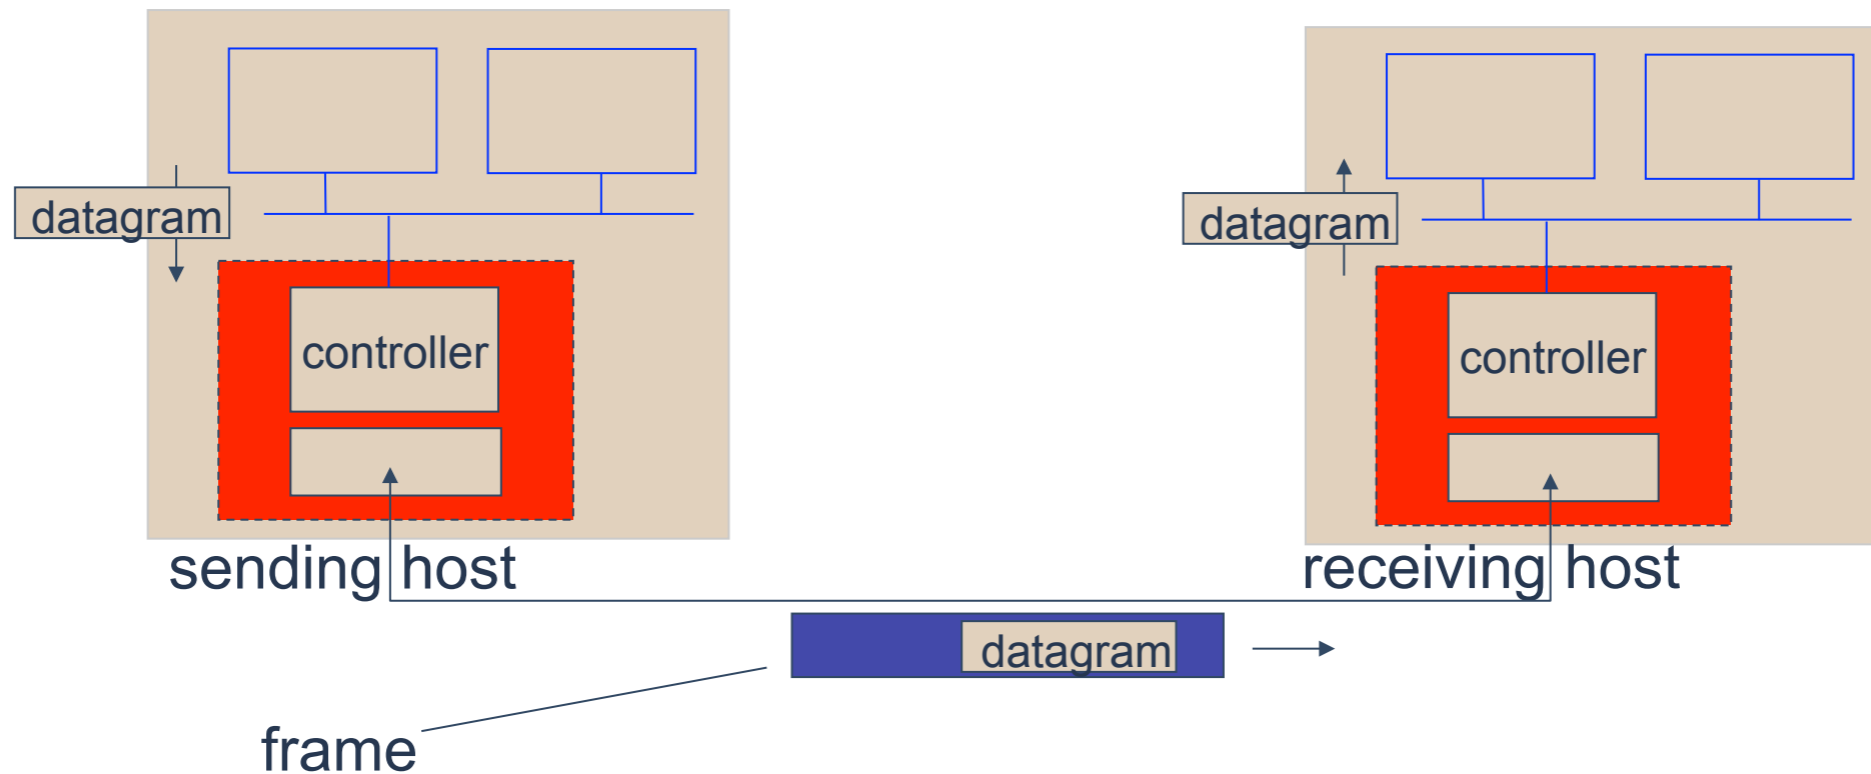 datagram
datagram
controller
controller
sending host
receiving host
datagram
frame